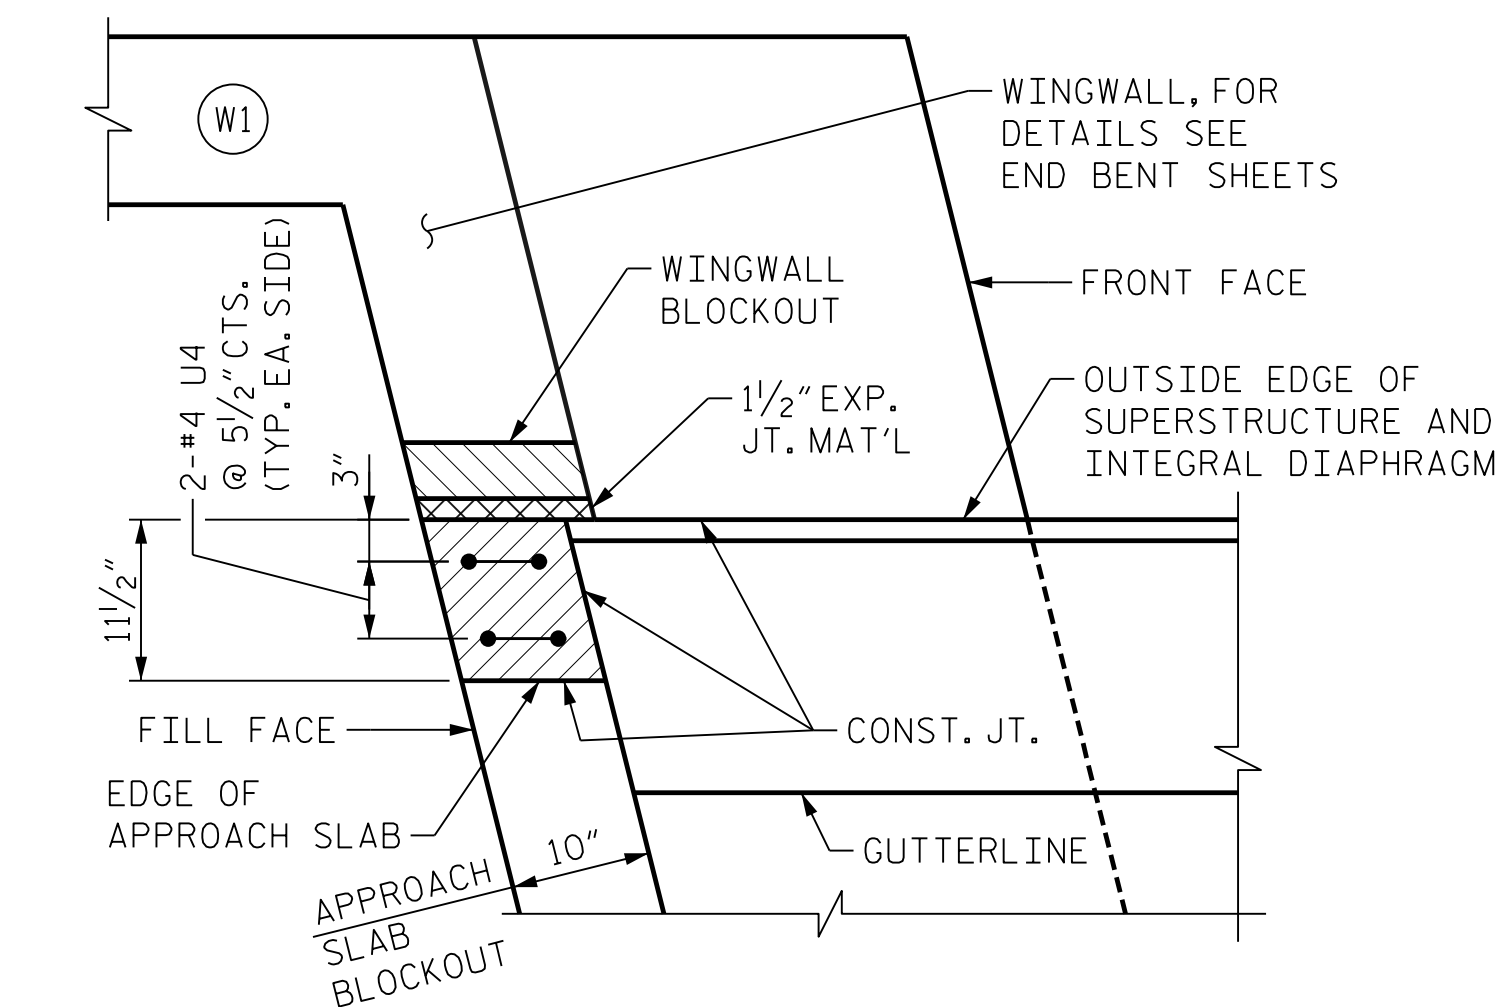 W1
WINGWALL, FOR
DETAILS SEE
END BENT SHEETS
WINGWALL
BLOCKOUT
FRONT FACE
2-#4 U4
@ 5½" CTS.
(TYP. EA. SIDE)
1½" EXP.
JT. MAT'L
OUTSIDE EDGE OF
SUPERSTRUCTURE AND
INTEGRAL DIAPHRAGM
3"
11½"
FILL FACE
CONST. JT.
EDGE OF
APPROACH SLAB
GUTTERLINE
10"
APPROACH
SLAB
BLOCKOUT